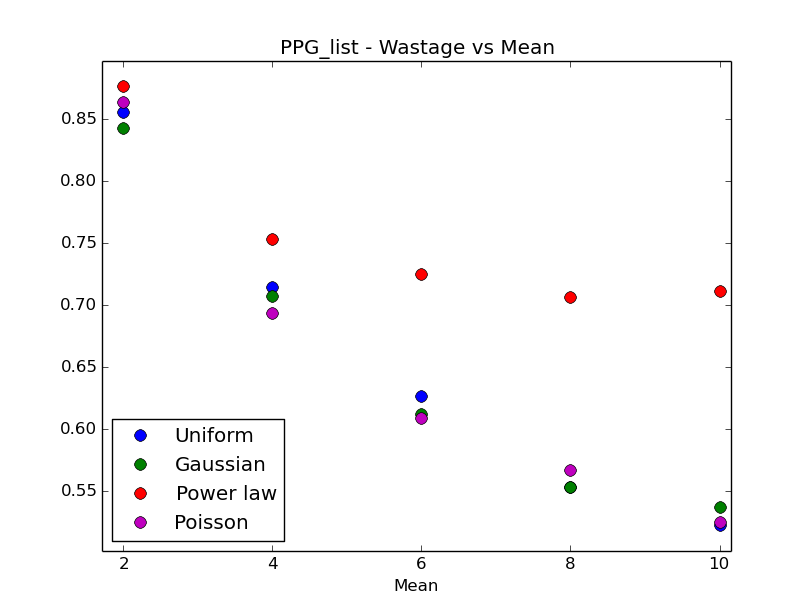 PPG_list - Wastage vs Mean
0.85
0.80
0.75
0.70
0.65
0.60
0.55
Uniform
Gaussian
Power law
Poisson
2 4 6 8 10
Mean